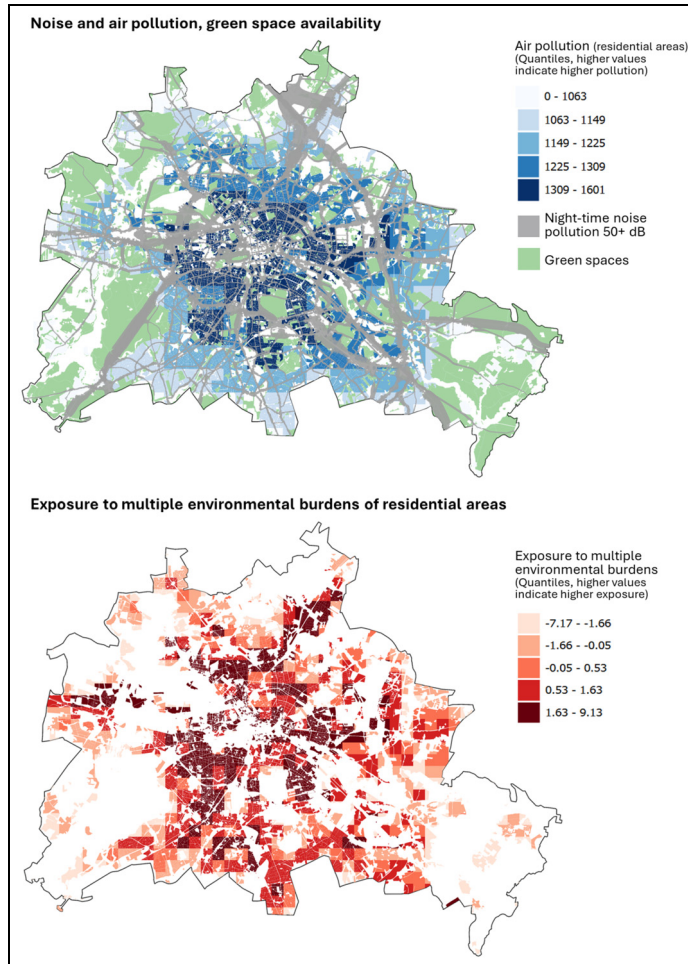 Noise and air pollution, green space availability
Air pollution (residential areas)
(Quantiles, higher values
indicate higher pollution)
0 - 1063
1063 - 1149
1149 - 1225
1225 - 1309
1309 - 1601
Night-time noise
pollution 50+ dB
Green spaces
Exposure to multiple environmental burdens of residential areas
Exposure to multiple
environmental burdens
(Quantiles, higher values
indicate higher exposure)
-7.17 - -1.66
-1.66 - -0.05
-0.05 - 0.53
0.53 - 1.63
1.63 - 9.13